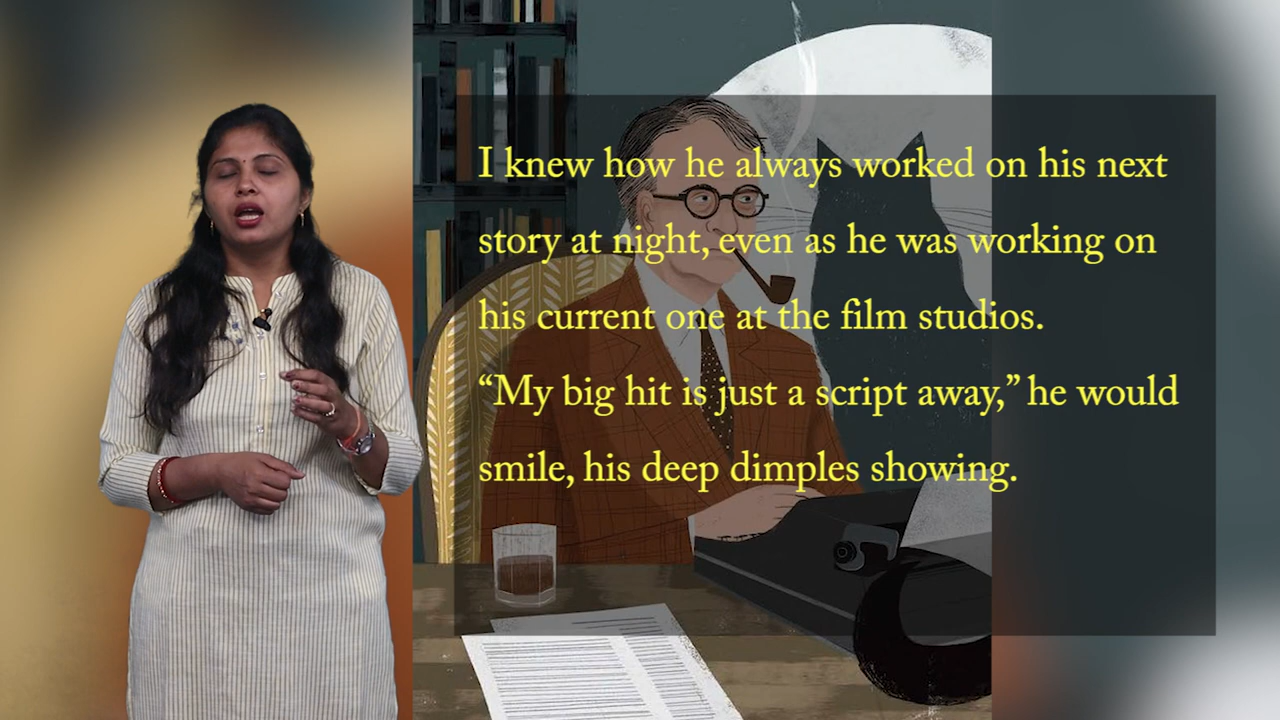 I knew how he always worked on his next
story at night, even as he was working on
his current one at the film studios.
“My big hit is just a script away,” he would
smile, his deep dimples showing.